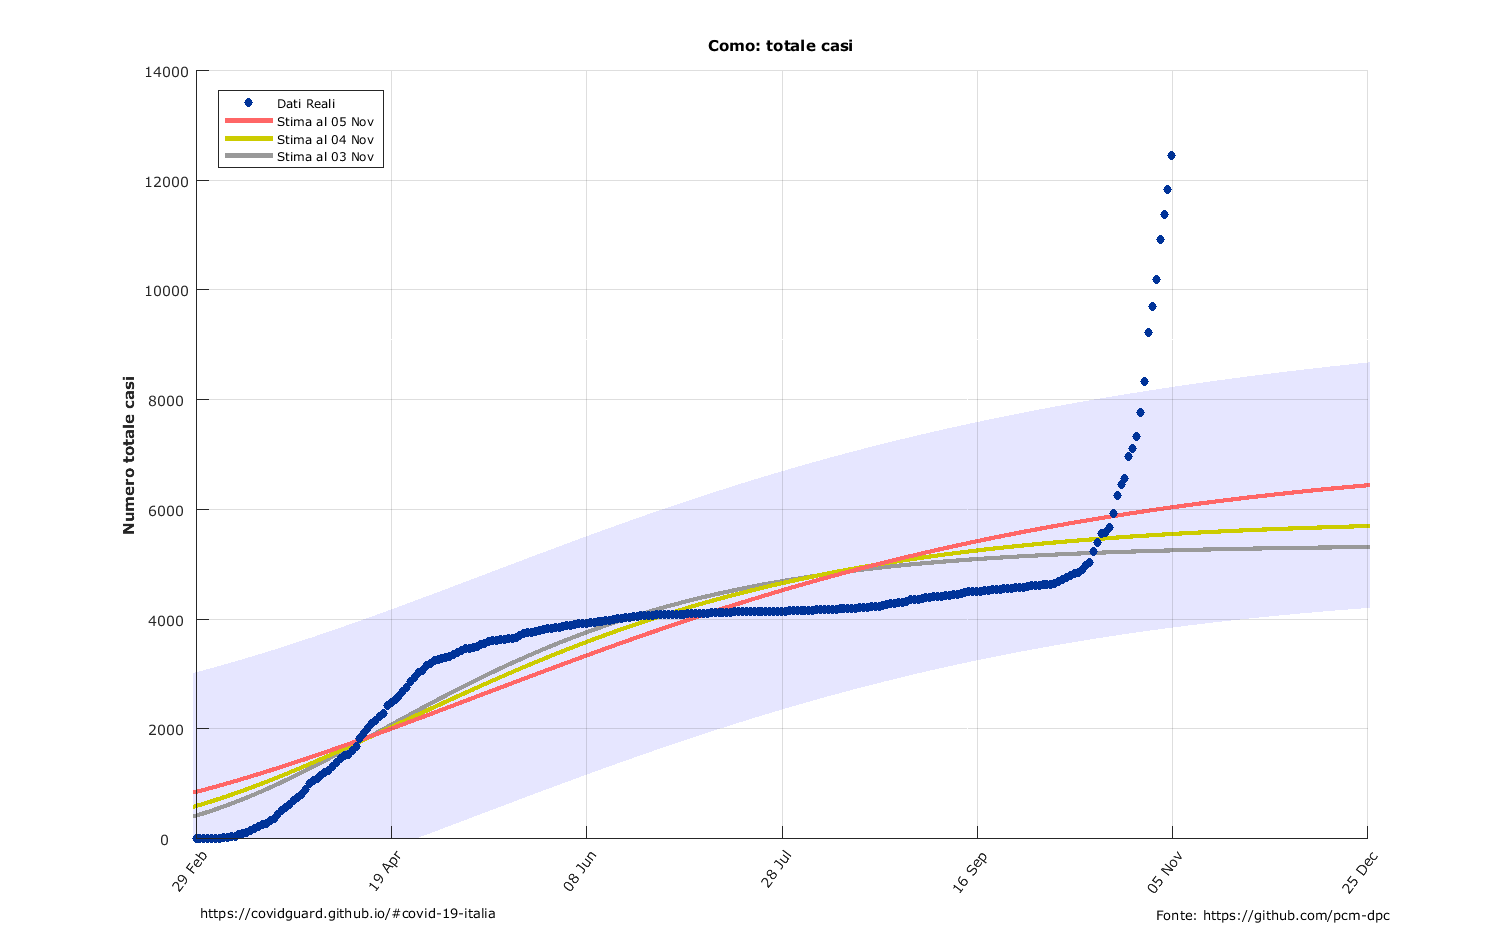 Como: totale casi
14000
12000
10000
8000
6000
4000
2000
0
Numero totale casi
Dati Reali
Stima al 05 Nov
Stima al 04 Nov
Stima al 03 Nov
29 Feb
19 Apr
08 Jun
28 Jul
16 Sep
05 Nov
25 Dec
https://covidguard.github.io/#covid-19-italia
Fonte: https://github.com/pcm-dpc